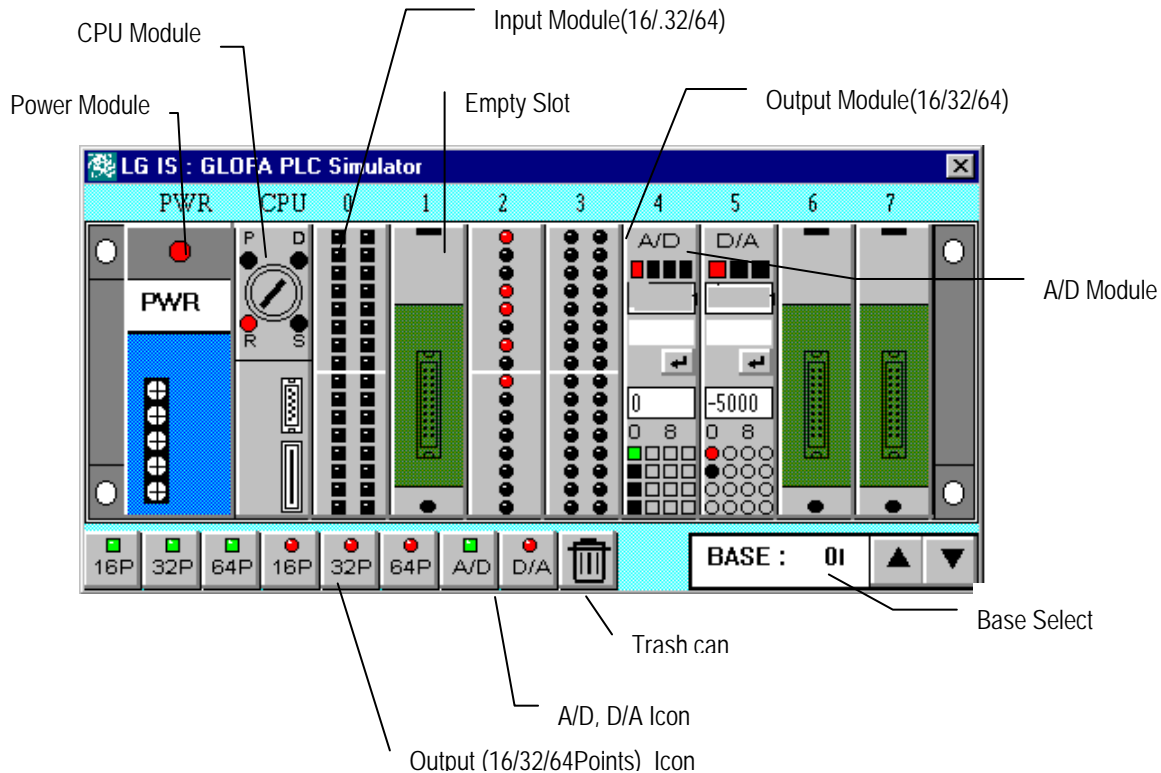 Input Module(16/.32/64)
CPU Module
Power Module
Empty Slot
Output Module(16/32/64)
LG IS : GLOFA PLC Simulator
PWR CPU 0 1 2 3 4 5 6 7
P D
A/D D/A
A/D Module
PWR
R S
0 -5000
0 8 0 8
16P 32P 64P 16P 32P 64P A/D D/A
BASE : 0
Base Select
Trash can
A/D, D/A Icon
Output (16/32/64Points) Icon